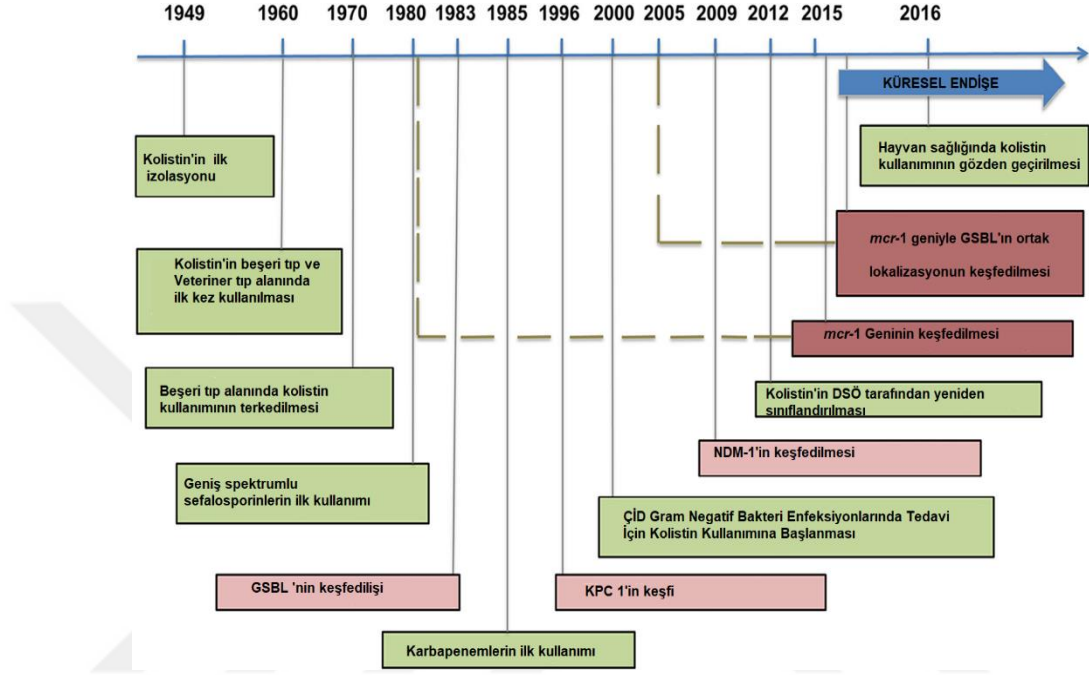 1949 1960 1970 1980 1983 1985 1996 2000 2005 2009 2012 2015 2016
KÜRESEL ENDİŞE
Hayvan sağlığında kolistin
kullanımının gözden geçirilmesi
Kolistin'in ilk
izolasyonu
mcr-1 geniyle GSBL'ın ortak
lokalizasyonun keşfedilmesi
Kolistin'in beşeri tıp ve
Veteriner tıp alanında
ilk kez kullanılması
mcr-1 Geninin keşfedilmesi
Beşeri tıp alanında kolistin
kullanımının terkedilmesi
Kolistin'in DSÖ tarafından yeniden
sınıflandırılması
NDM-1'in keşfedilmesi
Geniş spektrumlu
sefalosporinlerin ilk kullanımı
ÇİD Gram Negatif Bakteri Enfeksiyonlarında Tedavi
İçin Kolistin Kullanımına Başlanması
GSBL 'nin keşfedilişi
KPC 1'in keşfi
Karbapenemlerin ilk kullanımı